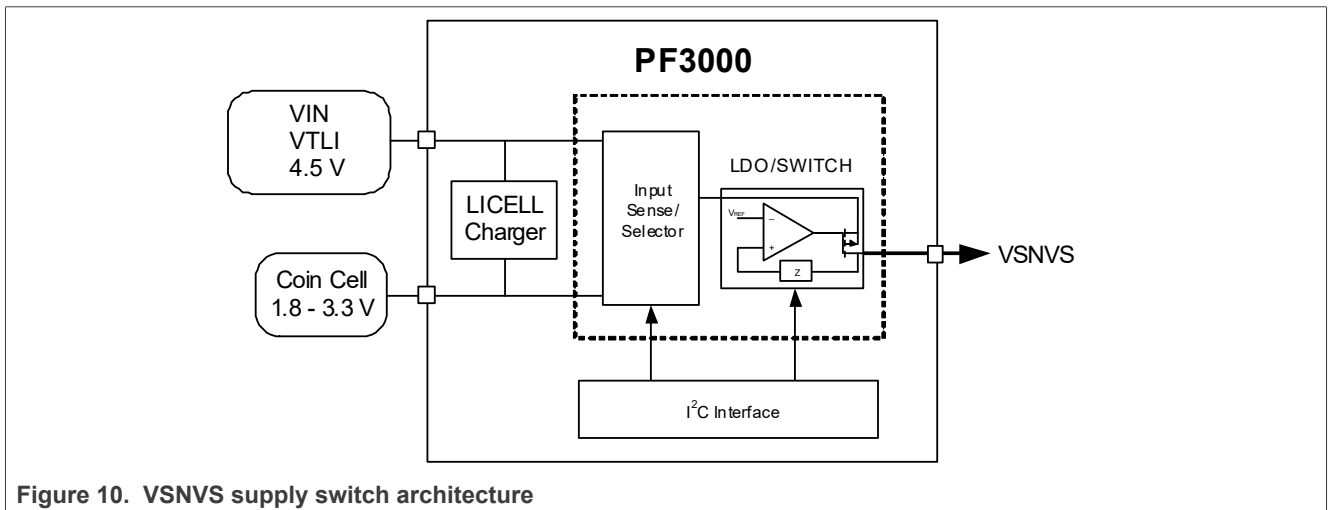 PF3000
VIN
VTLI
4.5 V
LICELL
Charger
Coin Cell
1.8 - 3.3 V
Input
Sense/
Selector
LDO/SWITCH
VREF
−
+
Z
VSNVS
I²C Interface
Figure 10. VSNVS supply switch architecture